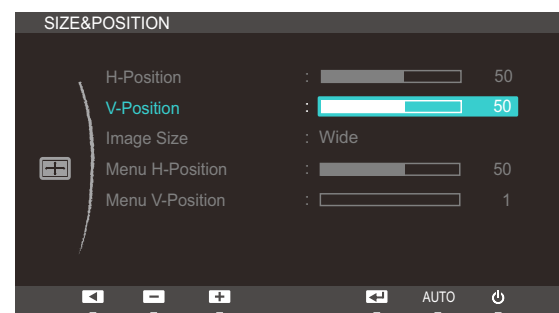 SIZE&POSITION
H-Position : 50
V-Position : 50
Image Size : Wide
Menu H-Position : 50
Menu V-Position : 1
AUTO